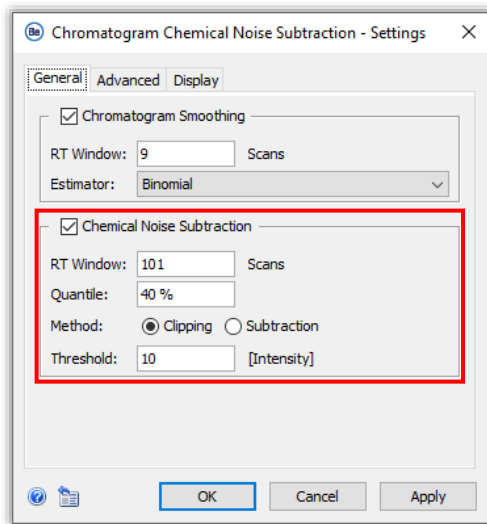 Be Chromatogram Chemical Noise Subtraction - Settings
General Advanced Display
Chromatogram Smoothing
RT Window: 9 Scans
Estimator: Binomial
Chemical Noise Subtraction
RT Window: 101 Scans
Quantile: 40 %
Method: Clipping Subtraction
Threshold: 10 [Intensity]
? OK Cancel Apply